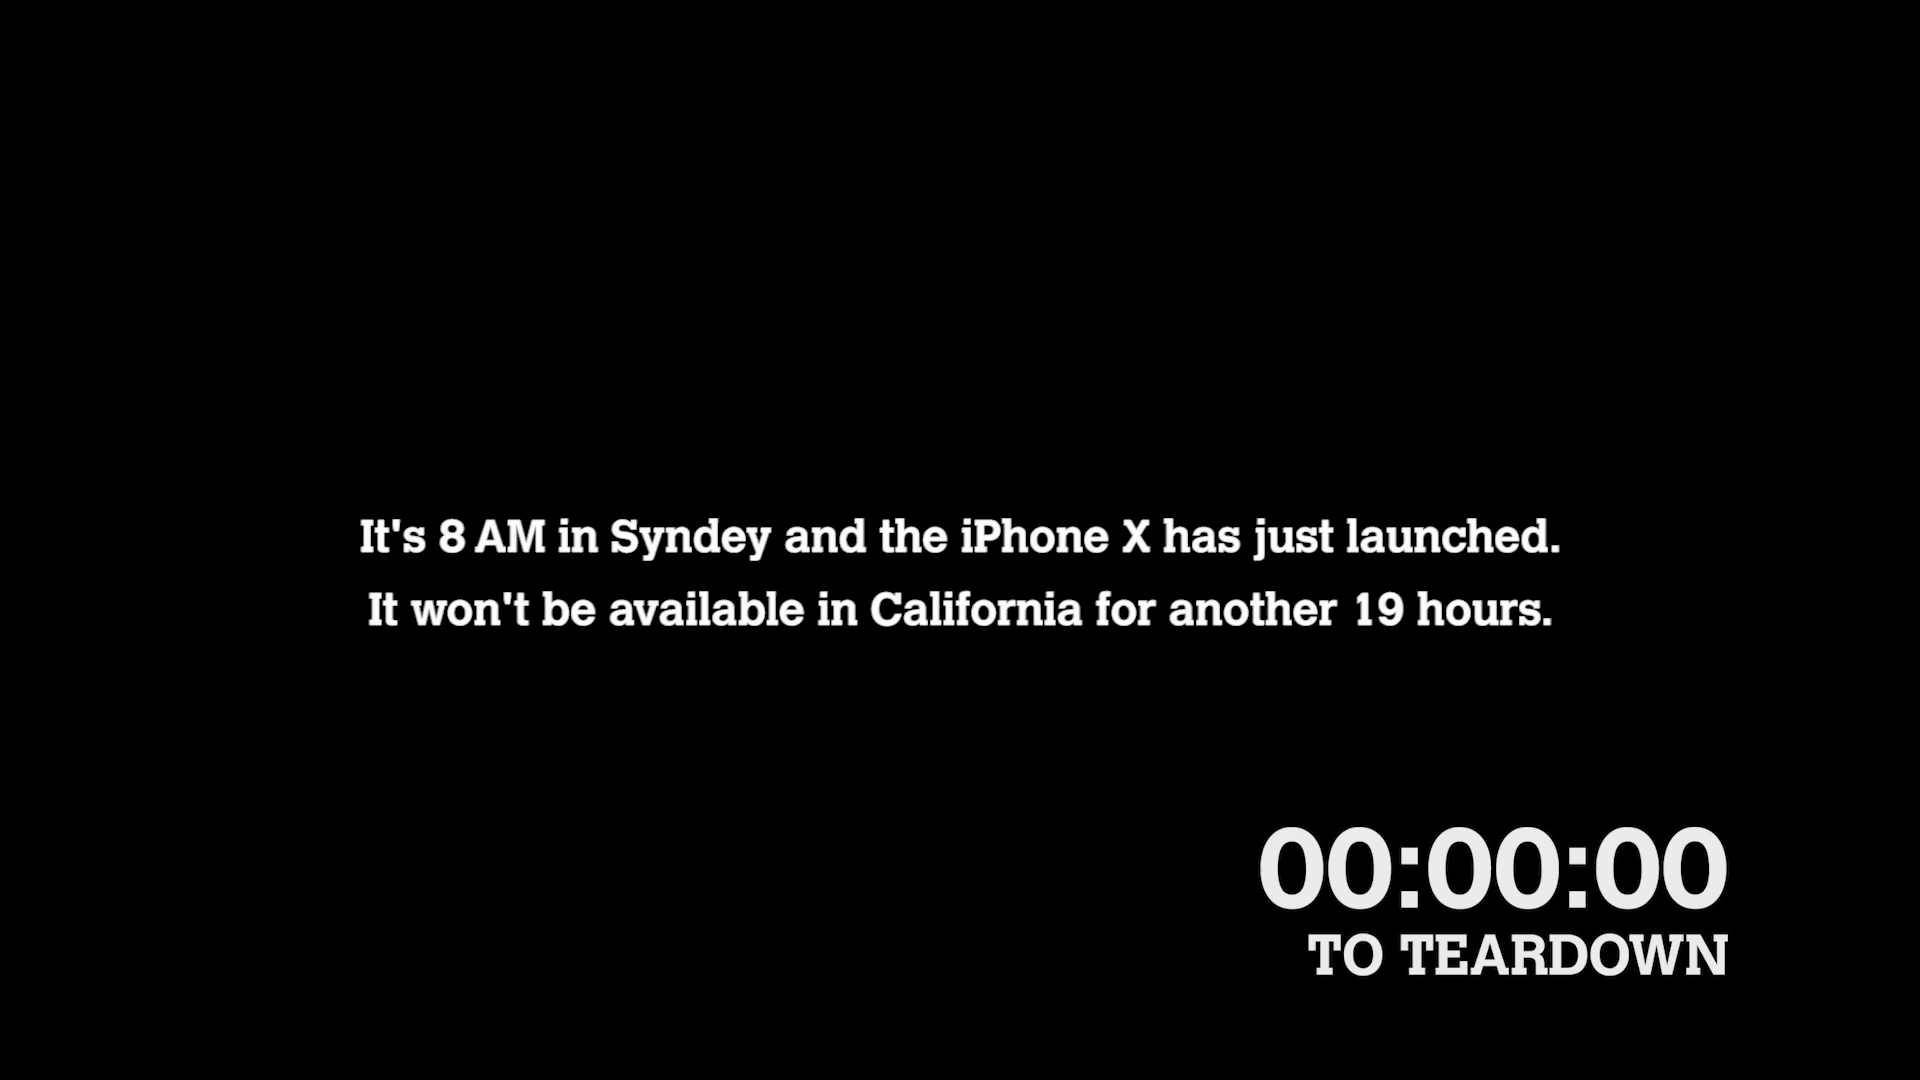 It's 8 AM in Syndey and the iPhone X has just launched.
It won't be available in California for another 19 hours.
00:00:00
TO TEARDOWN